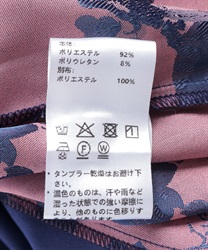 本体:
ポリエステル 92%
ポリウレタン 8%
別布:
ポリエステル 100%
・タンブラー乾燥はお避け下さい。
・濃色のものは、汗や雨など
湿った状態での強い摩擦に
より、他のものに色移りす